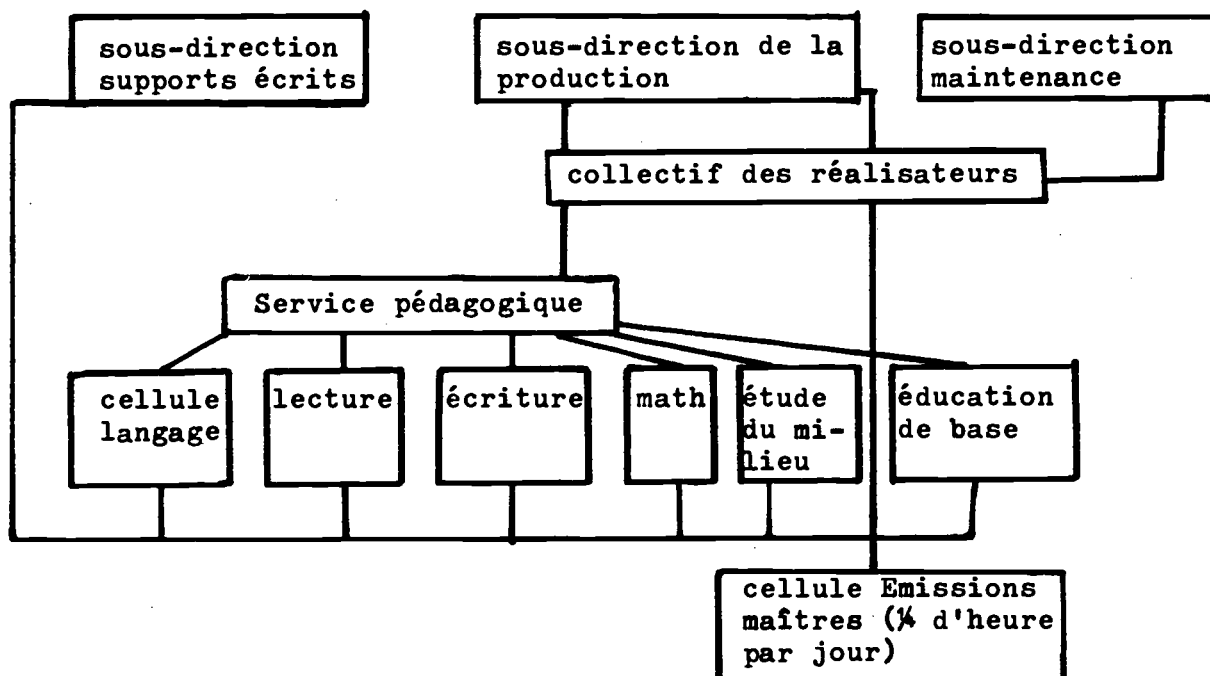 sous-direction
supports écrits
sous-direction de la
production
sous-direction
maintenance
collectif des réalisateurs
Service pédagogique
cellule
langage
lecture
écriture
math
étude
du mi-
lieu
éducation
de base
cellule Emissions
maîtres (¼ d'heure
par jour)